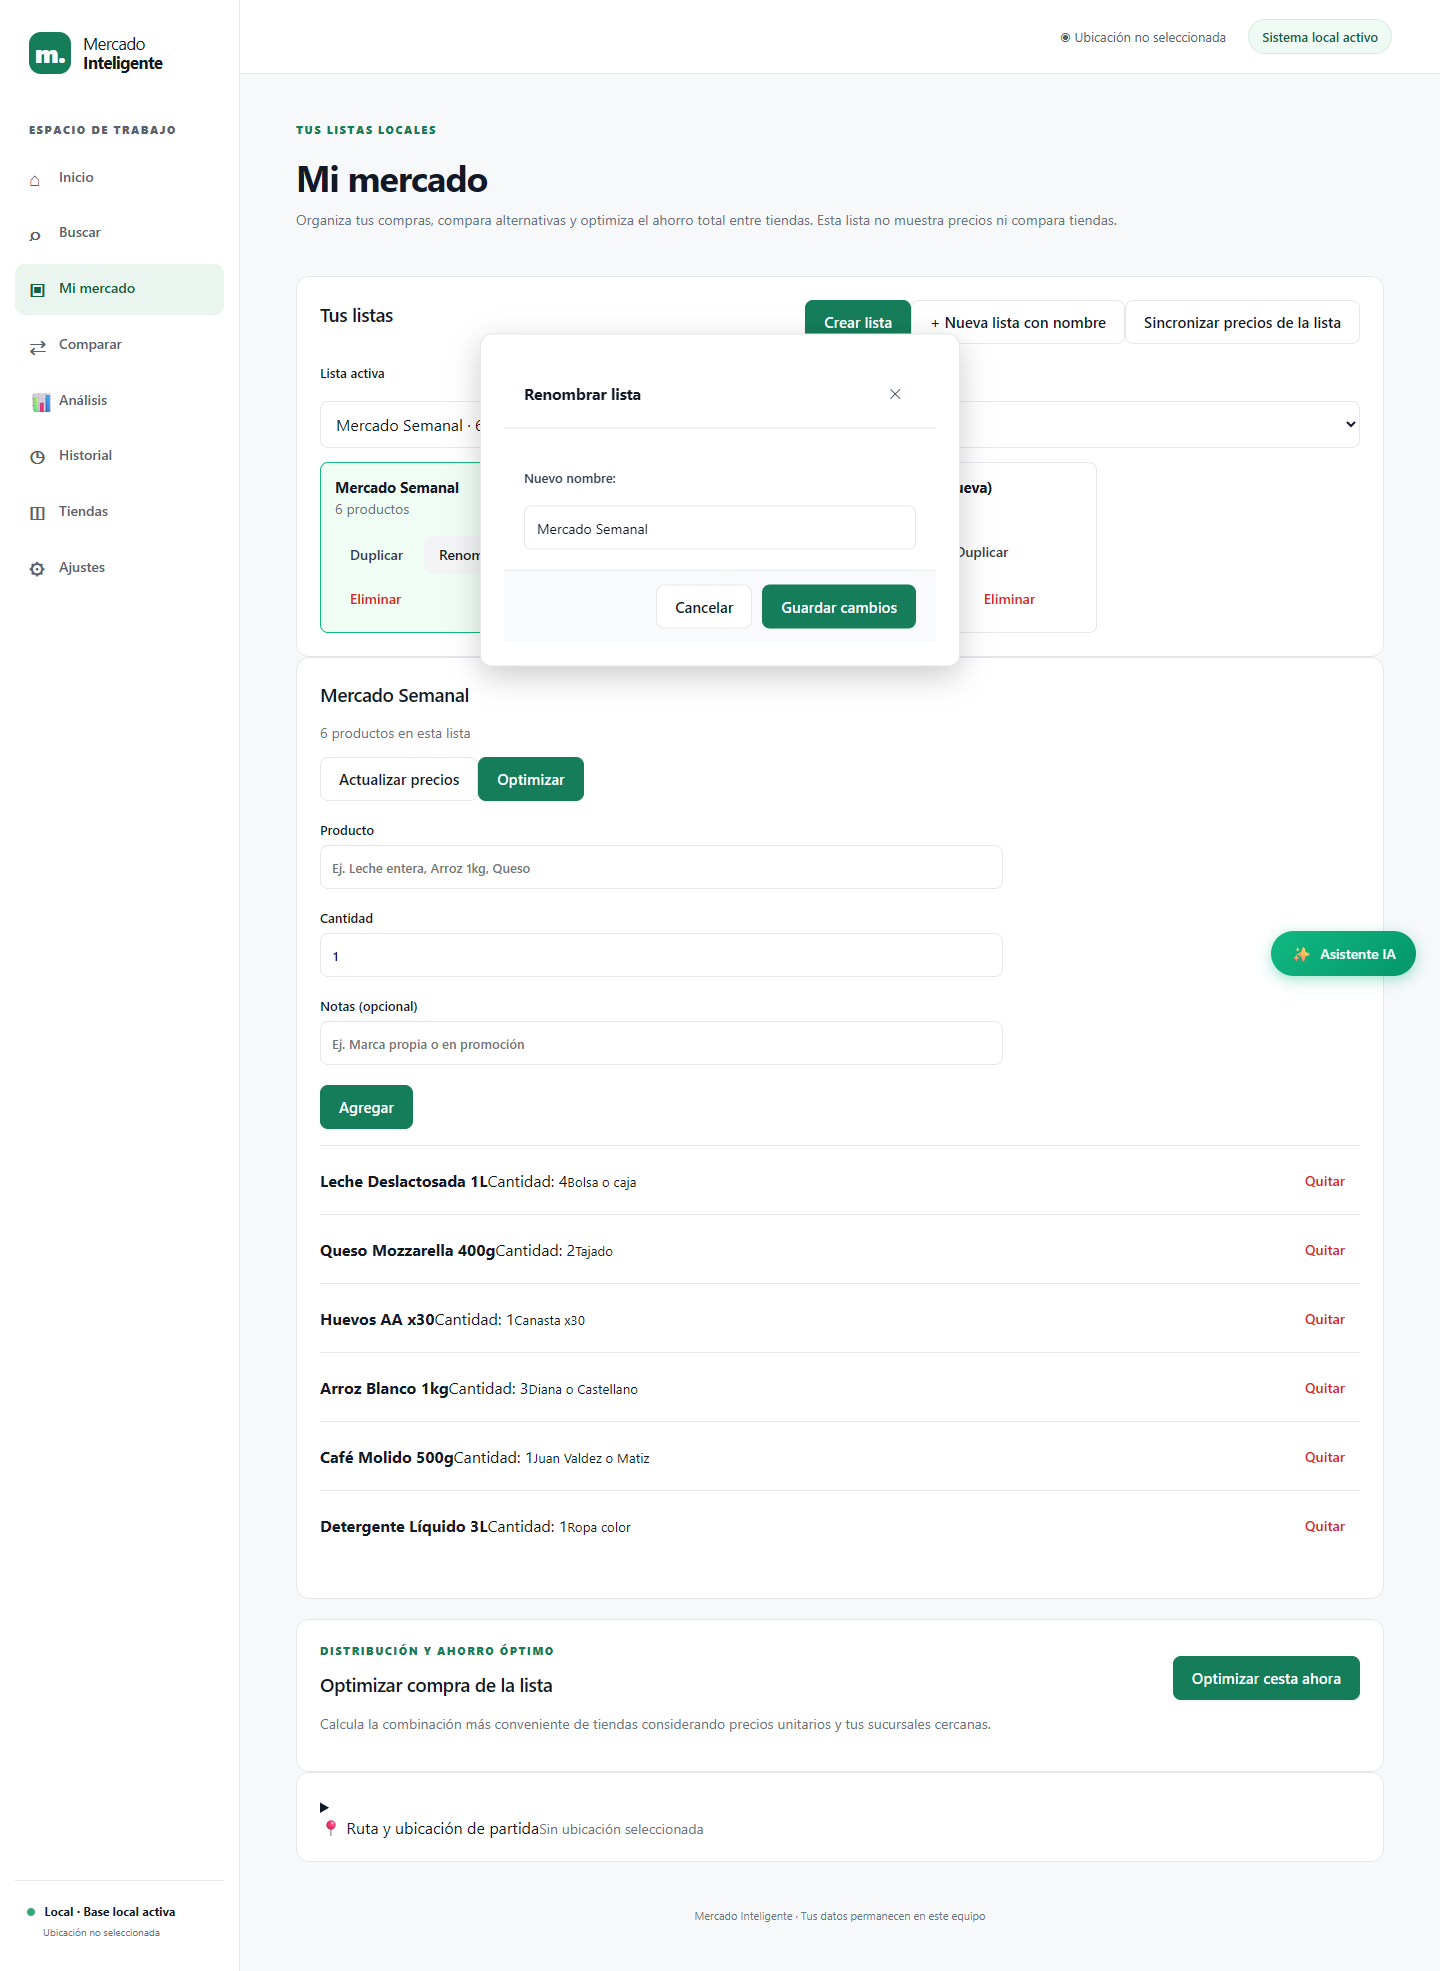 m.
Mercado
Inteligente
ESPACIO DE TRABAJO
Inicio
Buscar
Mi mercado
Comparar
Análisis
Historial
Tiendas
Ajustes
Local · Base local activa
Ubicación no seleccionada
Ubicación no seleccionada
Sistema local activo
TUS LISTAS LOCALES
Mi mercado
Organiza tus compras, compara alternativas y optimiza el ahorro total entre tiendas. Esta lista no muestra precios ni compara tiendas.
Tus listas
Crear lista
+ Nueva lista con nombre
Sincronizar precios de la lista
Lista activa
Mercado Semanal · 6
Mercado Semanal
6 productos
Duplicar
Renom
Eliminar
ueva)
Duplicar
Eliminar
Renombrar lista
Nuevo nombre:
Mercado Semanal
Cancelar
Guardar cambios
Mercado Semanal
6 productos en esta lista
Actualizar precios
Optimizar
Producto
Ej. Leche entera, Arroz 1kg, Queso
Cantidad
1
Notas (opcional)
Ej. Marca propia o en promoción
Agregar
Asistente IA
Leche Deslactosada 1LCantidad: 4Bolsa o caja
Quitar
Queso Mozzarella 400gCantidad: 2Tajado
Quitar
Huevos AA x30Cantidad: 1Canasta x30
Quitar
Arroz Blanco 1kgCantidad: 3Diana o Castellano
Quitar
Café Molido 500gCantidad: 1Juan Valdez o Matiz
Quitar
Detergente Líquido 3LCantidad: 1Ropa color
Quitar
DISTRIBUCIÓN Y AHORRO ÓPTIMO
Optimizar compra de la lista
Calcula la combinación más conveniente de tiendas considerando precios unitarios y tus sucursales cercanas.
Optimizar cesta ahora
Ruta y ubicación de partidaSin ubicación seleccionada
Mercado Inteligente · Tus datos permanecen en este equipo